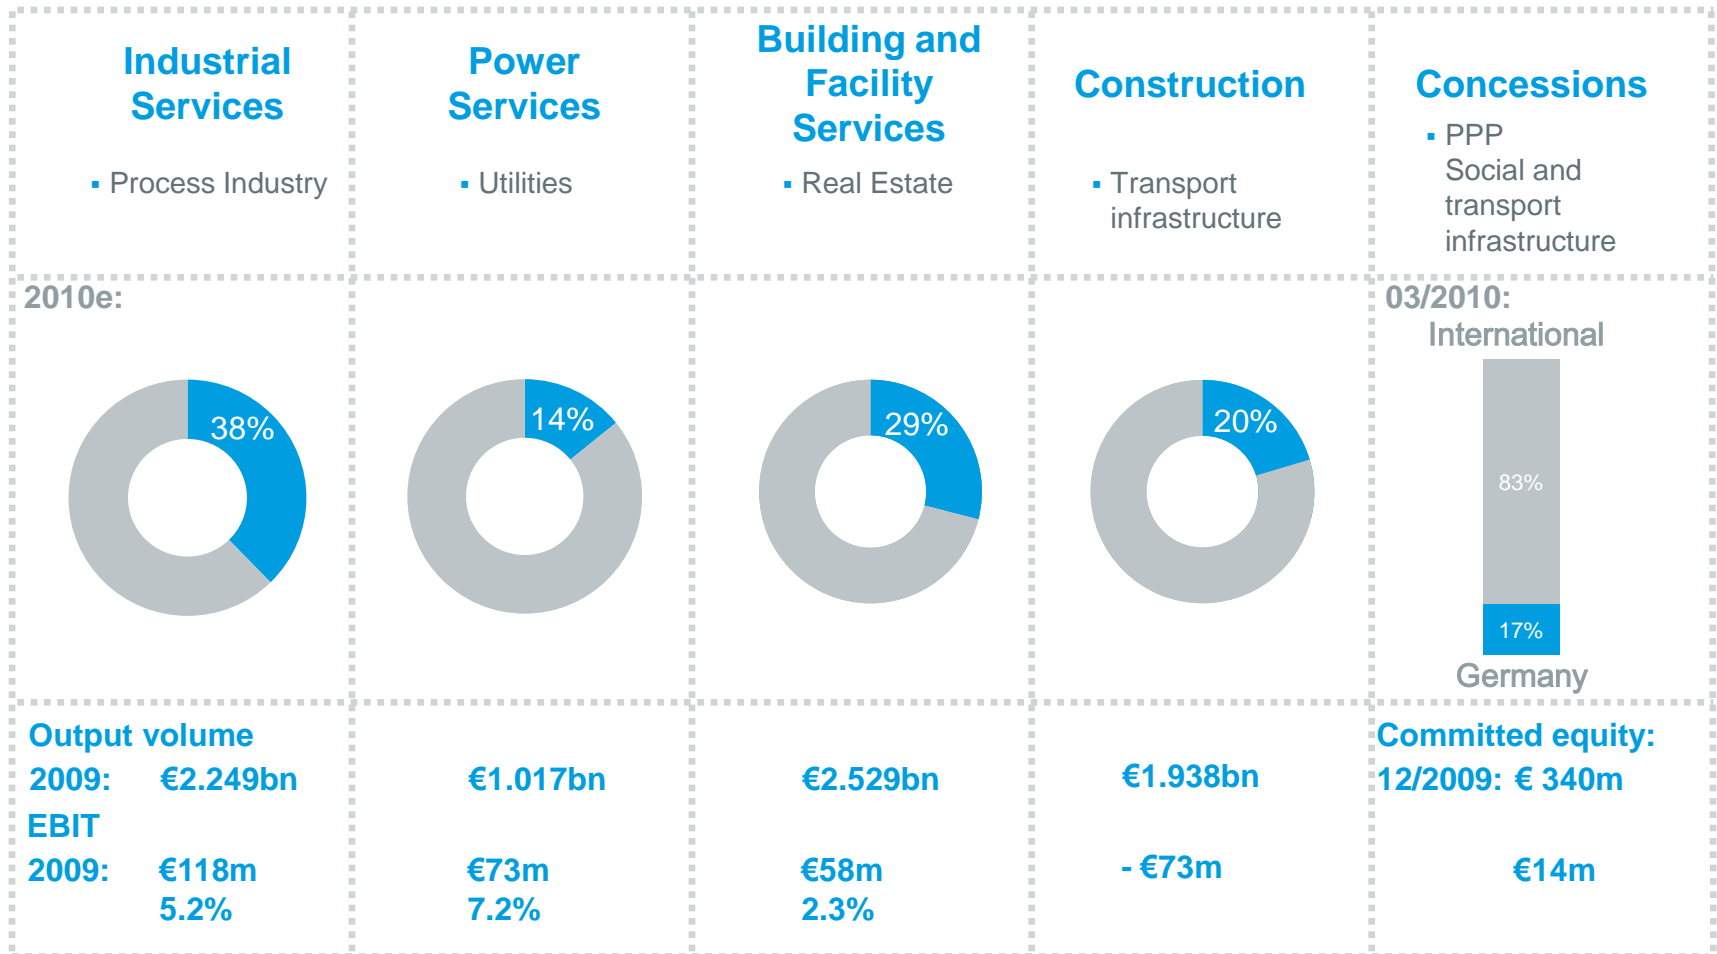 Industrial
Services
▪ Process Industry
Power
Services
▪ Utilities
Building and
Facility
Services
▪ Real Estate
Construction
▪ Transport
infrastructure
Concessions
▪ PPP
Social and
transport
infrastructure
2010e:
38%
14%
29%
20%
03/2010:
International
83%
17%
Germany
Output volume
2009: €2.249bn €1.017bn €2.529bn €1.938bn
EBIT
2009: €118m €73m €58m - €73m
5.2% 7.2% 2.3%
Committed equity:
12/2009: € 340m
€14m